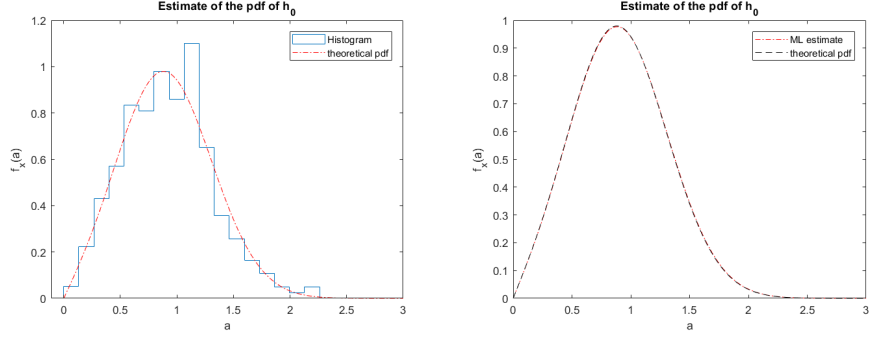 Estimate of the pdf of h0
1.2
1
0.8
0.6
0.4
0.2
0
fx(a)
Histogram
theoretical pdf
0 0.5 1 1.5 2 2.5 3
a
Estimate of the pdf of h0
1
0.9
0.8
0.7
0.6
0.5
0.4
0.3
0.2
0.1
0
fx(a)
ML estimate
theoretical pdf
0 0.5 1 1.5 2 2.5 3
a